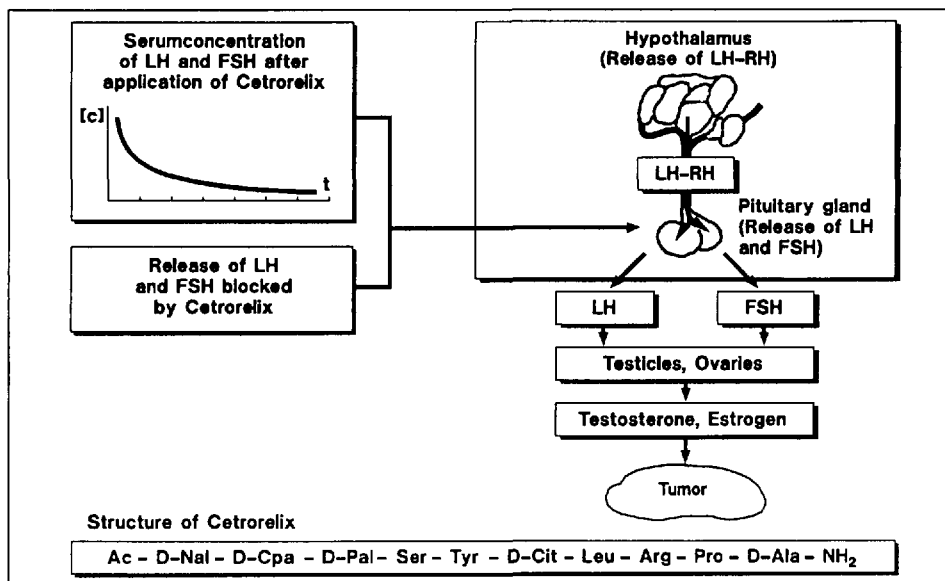 Serumconcentration
of LH and FSH after
application of Cetrorelix
[c]
t
Release of LH
and FSH blocked
by Cetrorelix
Hypothalamus
(Release of LH–RH)
LH–RH
Pituitary gland
(Release of LH
and FSH)
LH
FSH
Testicles, Ovaries
Testosterone, Estrogen
Tumor
Structure of Cetrorelix
Ac – D–Nal – D–Cpa – D–Pal – Ser – Tyr – D–Cit – Leu – Arg – Pro – D–Ala – NH₂